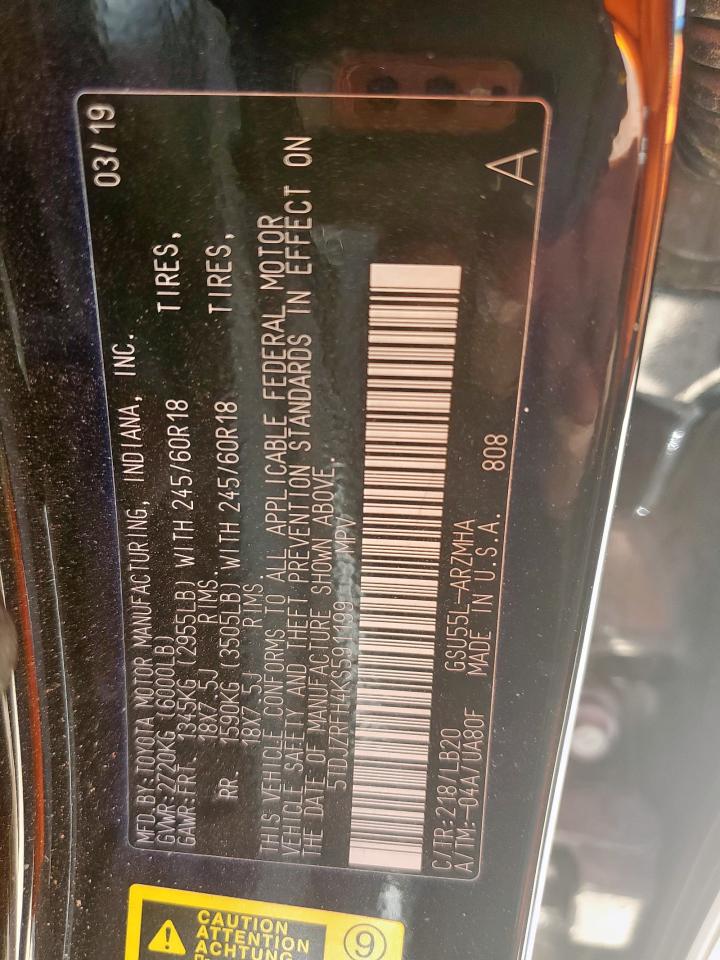 03/19
MFD. BY: TOYOTA MOTOR MANUFACTURING, INDIANA, INC.
GVWR: 2720KG (6000LB)
GAWR: FRT. 1345KG (2955LB) WITH 245/60R18 TIRES,
18X7.5J RIMS.
RR. 1590KG (3505LB) WITH 245/60R18 TIRES,
18X7.5J RIMS.
THIS VEHICLE CONFORMS TO ALL APPLICABLE FEDERAL MOTOR
VEHICLE SAFETY AND THEFT PREVENTION STANDARDS IN EFFECT ON
THE DATE OF MANUFACTURE SHOWN ABOVE.
5TDJZRFH4KS591199 MPV
C/TR: 218/LB20 GSU55L-ARZMHA
A/TM: -04A/UA80F MADE IN U.S.A. 808
A
CAUTION
ATTENTION
ACHTUNG
9